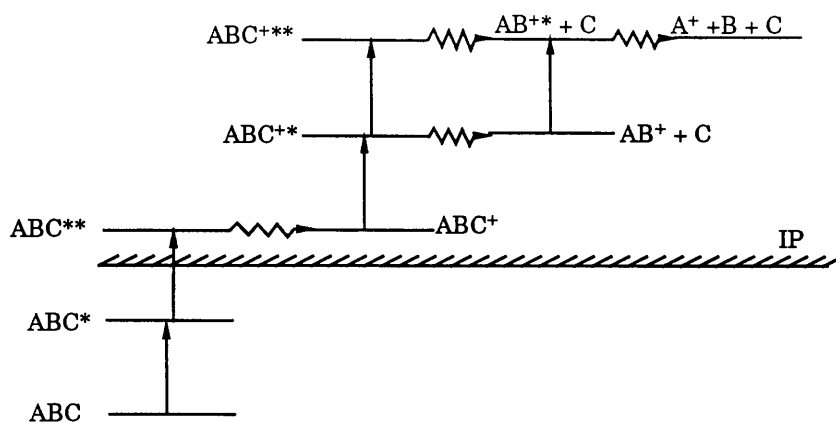 ABC⁺** AB⁺* + C A⁺ +B + C
ABC⁺* AB⁺ + C
ABC** ABC⁺
IP
ABC*
ABC